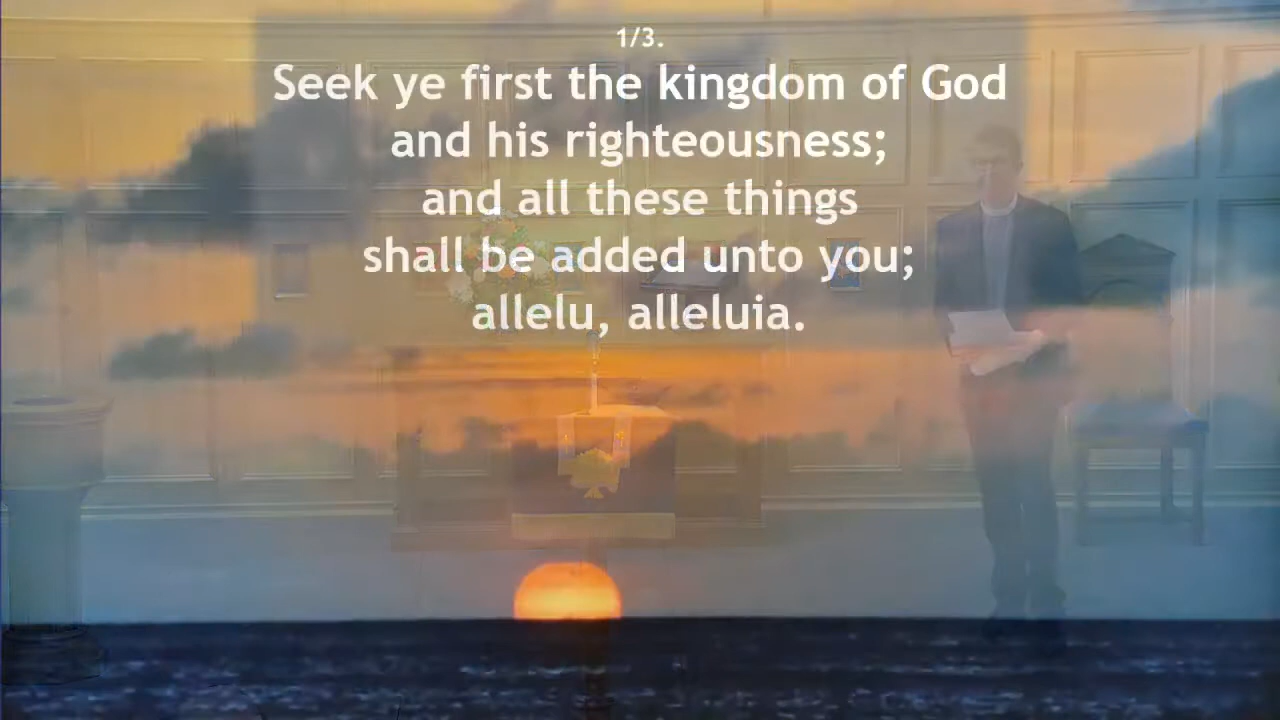 1/3.
Seek ye first the kingdom of God
and his righteousness;
and all these things
shall be added unto you;
allelu, alleluia.